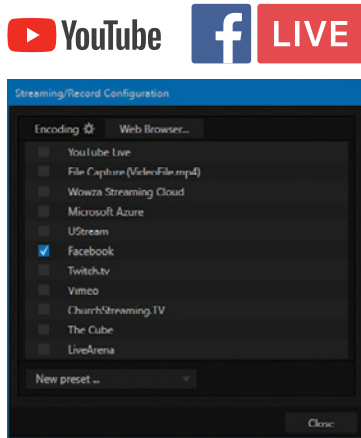 YouTube f LIVE
Streaming/Record Configuration
Encoding Web Browser...
YouTube Live
File Capture (VideoFile.mp4)
Wowza Streaming Cloud
Microsoft Azure
UStream
Facebook
Twitch.tv
Vimeo
ChurchStreaming.TV
The Cube
LiveArena
New preset ...
Close